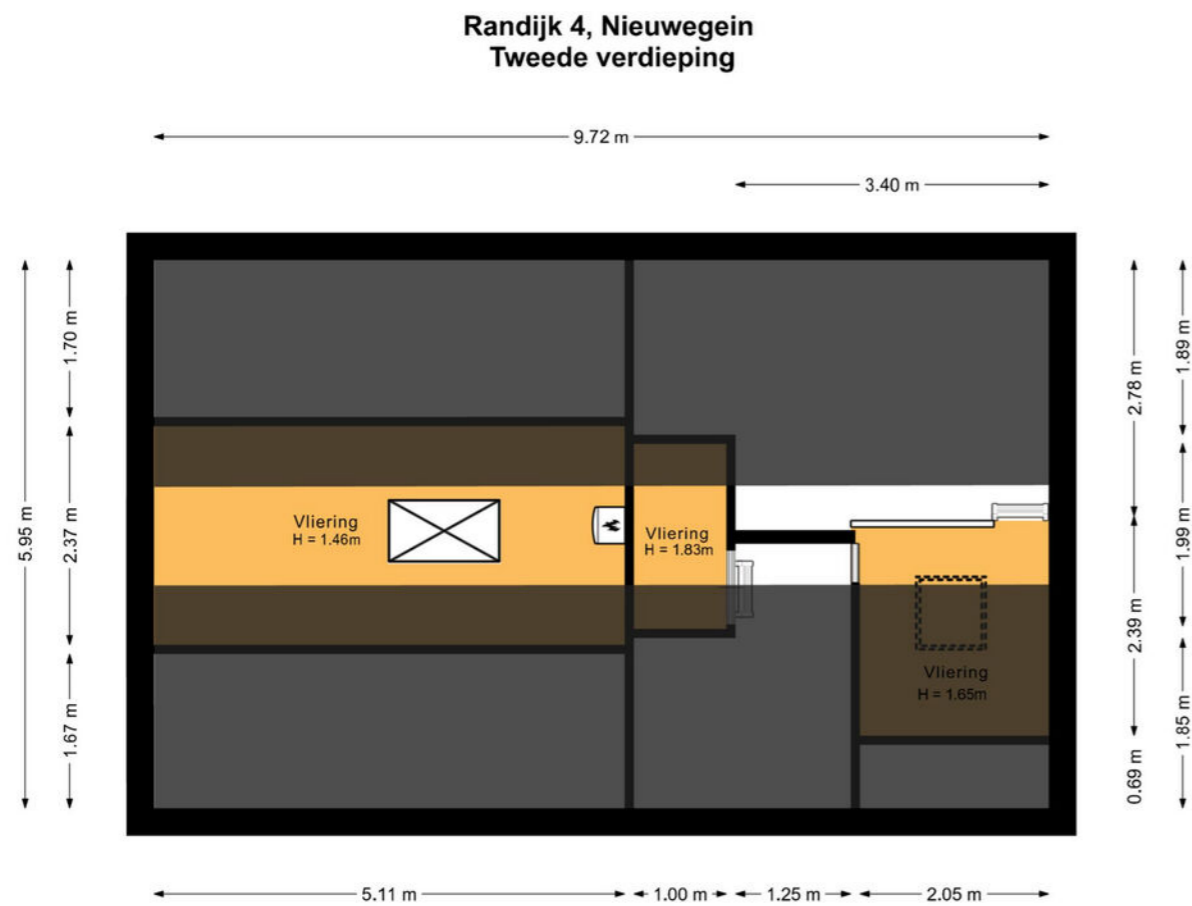 Randijk 4, Nieuwegein
Tweede verdieping
9.72 m
3.40 m
5.95 m
1.70 m
2.37 m
1.67 m
Vliering
H = 1.46m
Vliering
H = 1.83m
Vliering
H = 1.65m
2.78 m
2.39 m
0.69 m
1.89 m
1.99 m
1.85 m
5.11 m
1.00 m
1.25 m
2.05 m